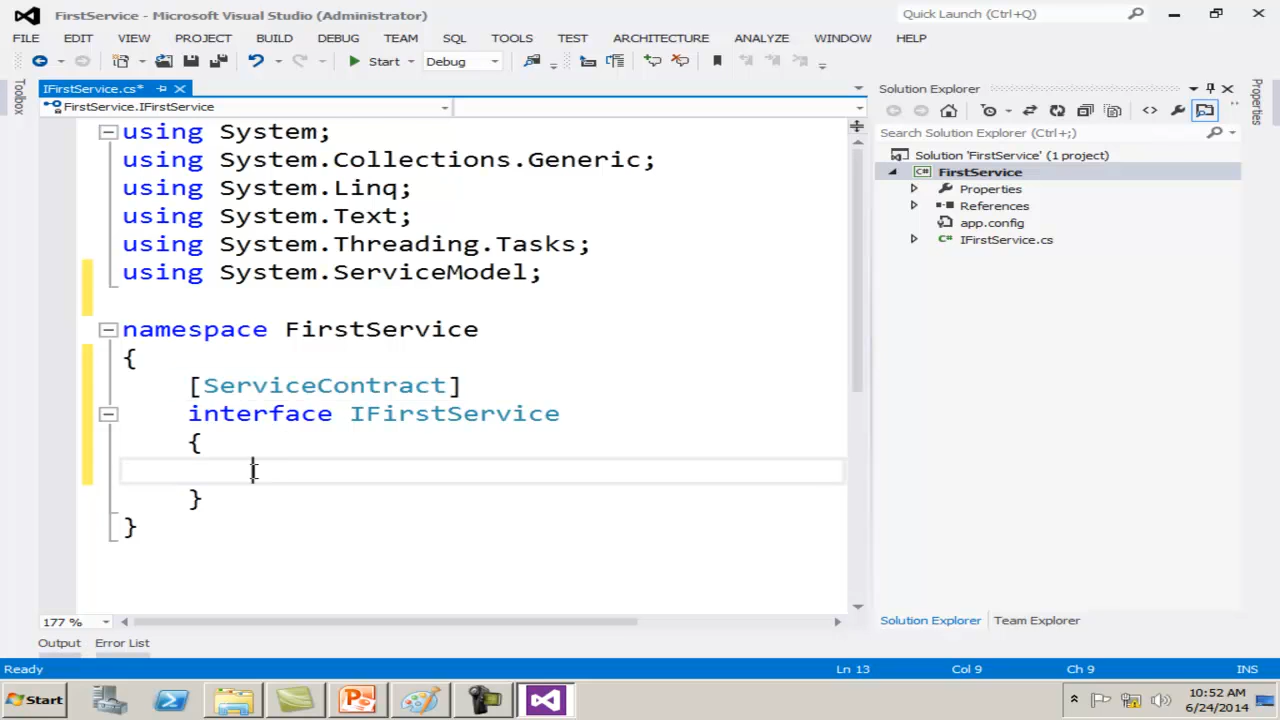 FirstService - Microsoft Visual Studio (Administrator)
Quick Launch (Ctrl+Q)
FILE EDIT VIEW PROJECT BUILD DEBUG TEAM SQL TOOLS TEST ARCHITECTURE ANALYZE WINDOW HELP
Start Debug
Toolbox
IFirstService.cs*
FirstService.IFirstService
using System;
using System.Collections.Generic;
using System.Linq;
using System.Text;
using System.Threading.Tasks;
using System.ServiceModel;
namespace FirstService
{
[ServiceContract]
interface IFirstService
{
}
}
177 %
Output Error List
Solution Explorer
Search Solution Explorer (Ctrl+;)
Solution 'FirstService' (1 project)
C# FirstService
Properties
References
app.config
C# IFirstService.cs
Solution Explorer Team Explorer
Properties
Ready Ln 13 Col 9 Ch 9 INS
Start
10:52 AM
6/24/2014